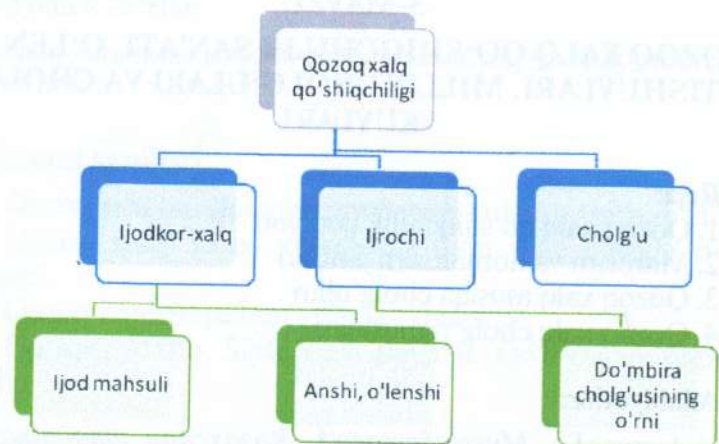 Qozoq xalq
qo'shiqchiligi
Ijodkor-xalq
Ijrochi
Cholg'u
Ijod mahsuli
Anshi, o'lenshi
Do'mbira
cholg'usining
o'rni